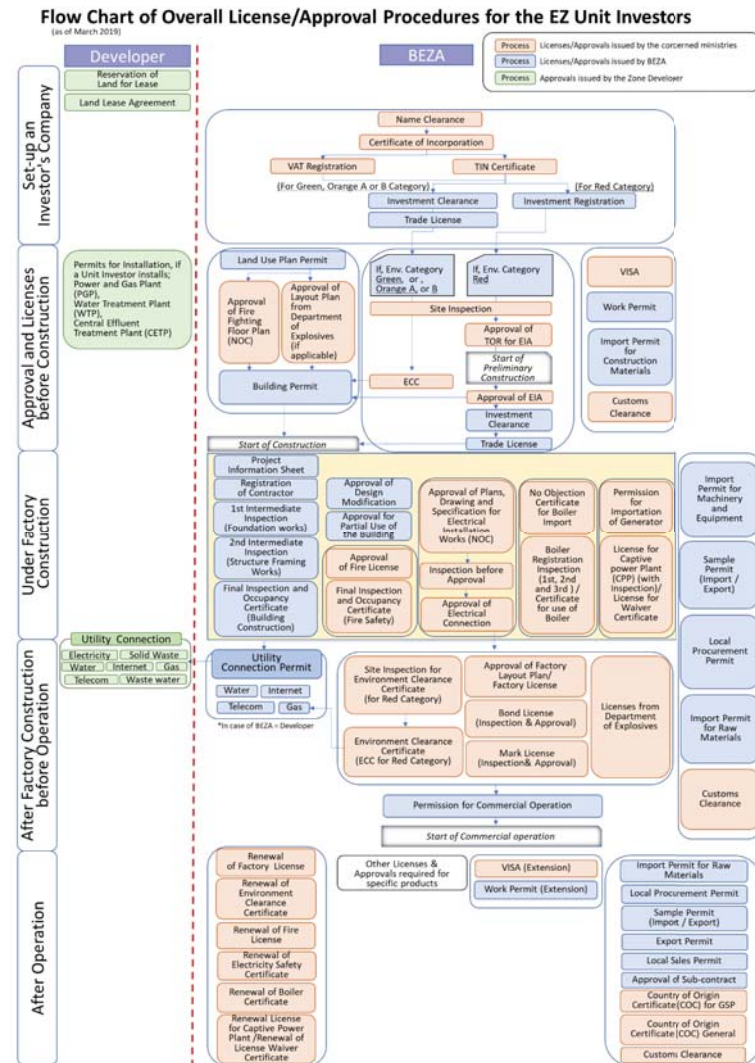 Flow Chart of Overall License/Approval Procedures for the EZ Unit Investors
(as of March 2019)
Developer
BEZA
Process
Licenses/Approvals issued by the concerned ministries
Process
Licenses/Approvals issued by BEZA
Process
Approvals issued by the Zone Developer
Set-up an
Investor's Company
Reservation of
Land for Lease
Land Lease Agreement
Name Clearance
Certificate of Incorporation
VAT Registration
TIN Certificate
(For Green, Orange A or B Category)
(For Red Category)
Investment Clearance
Investment Registration
Trade License
Approval and Licenses
before Construction
Permits for Installation, if
a Unit Investor installs;
Power and Gas Plant
(PGP),
Water Treatment Plant
(WTP),
Central Effluent
Treatment Plant (CETP)
Land Use Plan Permit
Approval
of Fire
Fighting
Floor Plan
(NOC)
Approval of
Layout Plan
from
Department
of
Explosives
(if
applicable)
Building Permit
If, Env. Category
Green, or ,
Orange A, or B
If, Env. Category
Red
Site Inspection
Approval of
TOR for EIA
Start of
Preliminary
Construction
ECC
Approval of EIA
Investment
Clearance
Trade License
VISA
Work Permit
Import Permit
for
Construction
Materials
Customs
Clearance
Start of Construction
Under Factory
Construction
Project
Information Sheet
Registration
of Contractor
1st Intermediate
Inspection
(Foundation works)
2nd Intermediate
Inspection
(Structure Framing
Works)
Final Inspection and
Occupancy
Certificate
(Building
Construction)
Approval of
Design
Modification
Approval for
Partial Use of
the Building
Approval
of Fire License
Final Inspection and
Occupancy
Certificate
(Fire Safety)
Approval of Plans,
Drawing and
Specification for
Electrical
Installation
Works (NOC)
Inspection before
Approval
Approval of
Electrical
Connection
No Objection
Certificate
for Boiler
Import
Boiler
Registration
Inspection
(1st, 2nd
and 3rd ) /
Certificate
for use of
Boiler
Permission
for
Importation
of Generator
License for
Captive
power Plant
(CPP) (with
Inspection)/
License for
Waiver
Certificate
Import
Permit for
Machinery
and
Equipment
Sample
Permit
(Import /
Export)
Local
Procurement
Permit
Import
Permit for
Raw
Materials
Customs
Clearance
After Factory Construction
before Operation
Utility Connection
Electricity
Solid Waste
Water
Internet
Gas
Telecom
Waste water
Utility
Connection Permit
Water
Internet
Telecom
Gas
*In case of BEZA = Developer
Site Inspection for
Environment Clearance
Certificate
(for Red Category)
Environment Clearance
Certificate
(ECC for Red Category)
Approval of Factory
Layout Plan/
Factory License
Bond License
(Inspection & Approval)
Mark License
(Inspection& Approval)
Licenses from
Department
of Explosives
Permission for Commercial Operation
Start of Commercial operation
After Operation
Renewal
of Factory License
Renewal of
Environment
Clearance
Certificate
Renewal of Fire
License
Renewal of
Electricity Safety
Certificate
Renewal of Boiler
Certificate
Renewal License
for Captive Power
Plant /Renewal of
License Waiver
Certificate
Other Licenses &
Approvals required for
specific products
VISA (Extension)
Work Permit (Extension)
Import Permit for Raw
Materials
Local Procurement Permit
Sample Permit
(Import / Export)
Export Permit
Local Sales Permit
Approval of Sub-contract
Country of Origin
Certificate(COC) for GSP
Country of Origin
Certificate(COC) General
Customs Clearance